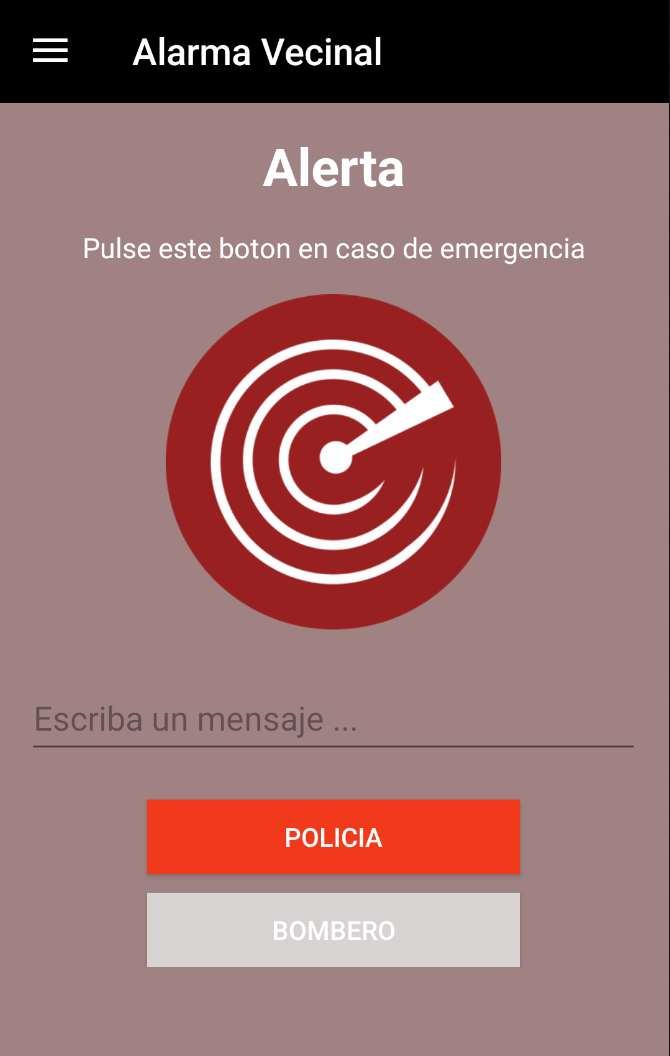 Alarma Vecinal
Alerta
Pulse este boton en caso de emergencia
Escriba un mensaje ...
POLICIA
BOMBERO